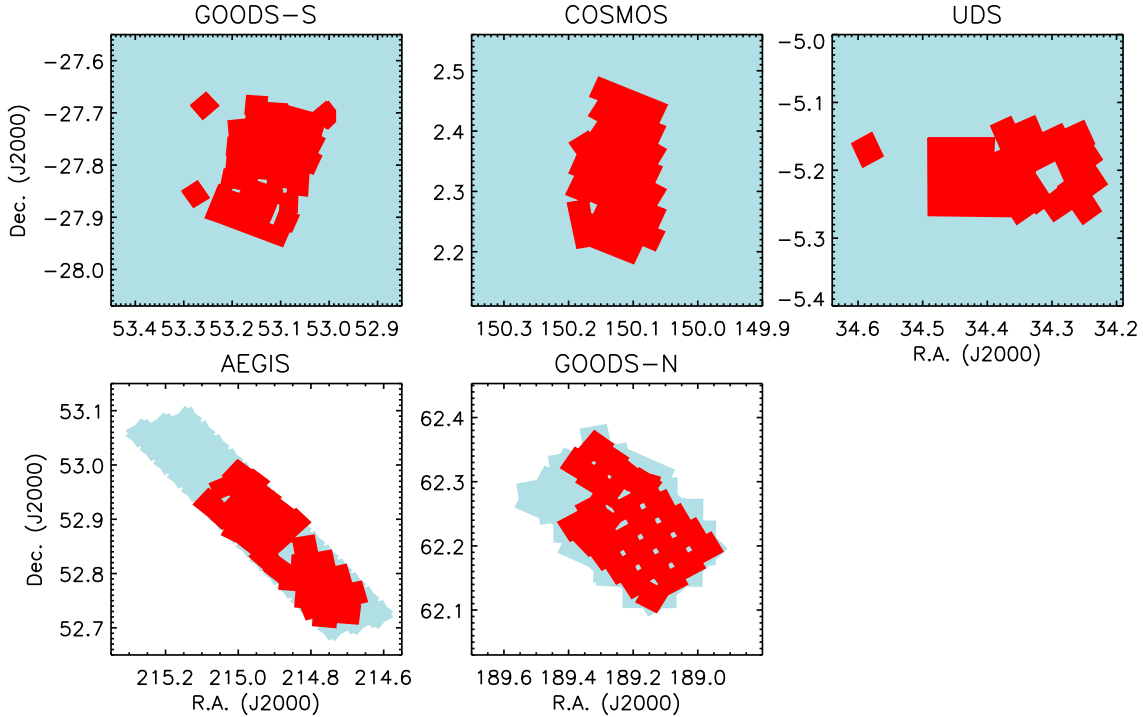 GOODS−S
COSMOS
UDS
Dec. (J2000)
−27.6
−27.7
−27.8
−27.9
−28.0
2.5
2.4
2.3
2.2
−5.0
−5.1
−5.2
−5.3
−5.4
53.4 53.3 53.2 53.1 53.0 52.9
150.3 150.2 150.1 150.0 149.9
34.6 34.5 34.4 34.3 34.2
R.A. (J2000)
AEGIS
GOODS−N
Dec. (J2000)
53.1
53.0
52.9
52.8
52.7
62.4
62.3
62.2
62.1
215.2 215.0 214.8 214.6
189.6 189.4 189.2 189.0
R.A. (J2000)
R.A. (J2000)